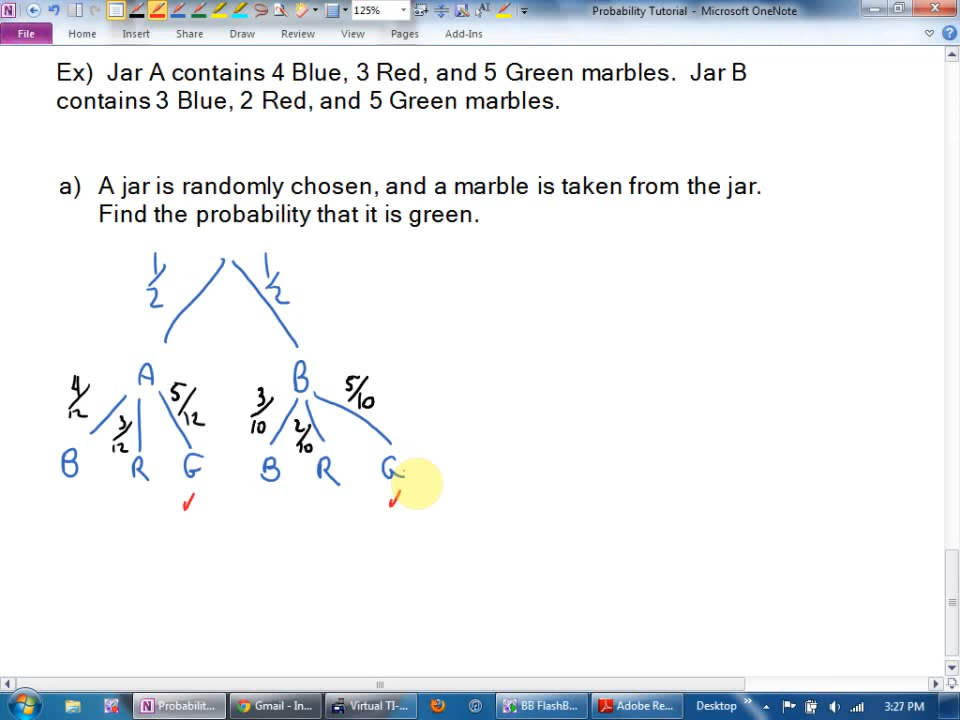 125%
Probability Tutorial - Microsoft OneNote
File Home Insert Share Draw Review View Pages Add-Ins
Ex) Jar A contains 4 Blue, 3 Red, and 5 Green marbles. Jar B
contains 3 Blue, 2 Red, and 5 Green marbles.
a) A jar is randomly chosen, and a marble is taken from the jar.
Find the probability that it is green.
1/2 1/2
A B
4/12 3/12 5/12 3/10 2/10 5/10
B R G B R G
Probabilit... Gmail - In... Virtual TI-... BB FlashB... Adobe Re... Desktop 3:27 PM